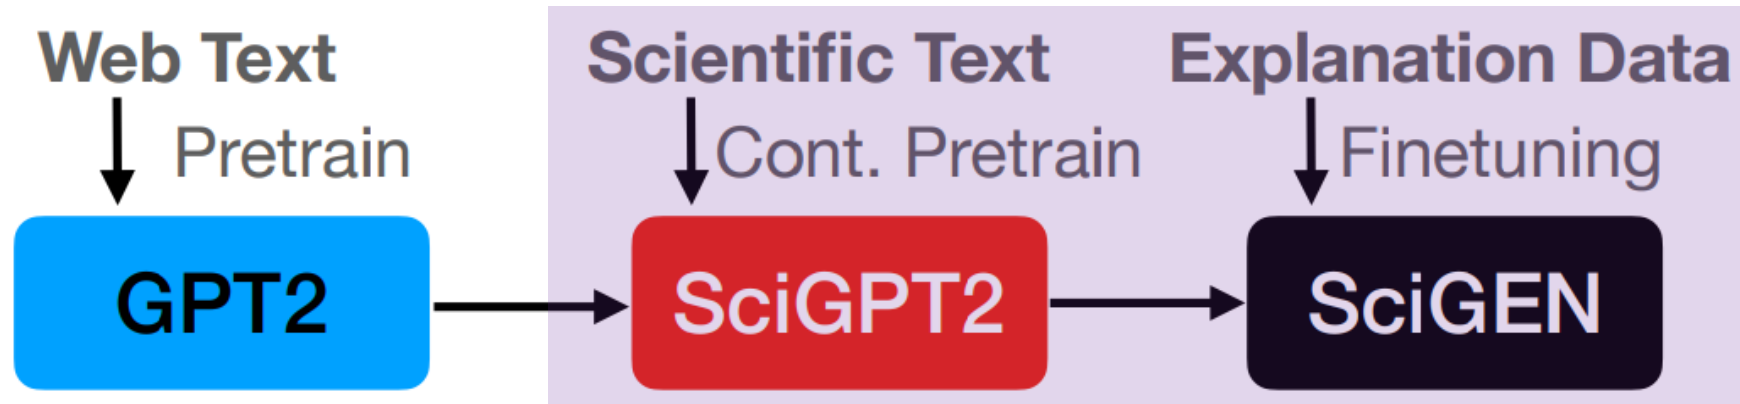 Web Text
Scientific Text
Explanation Data
Pretrain
Cont. Pretrain
Finetuning
GPT2
SciGPT2
SciGEN